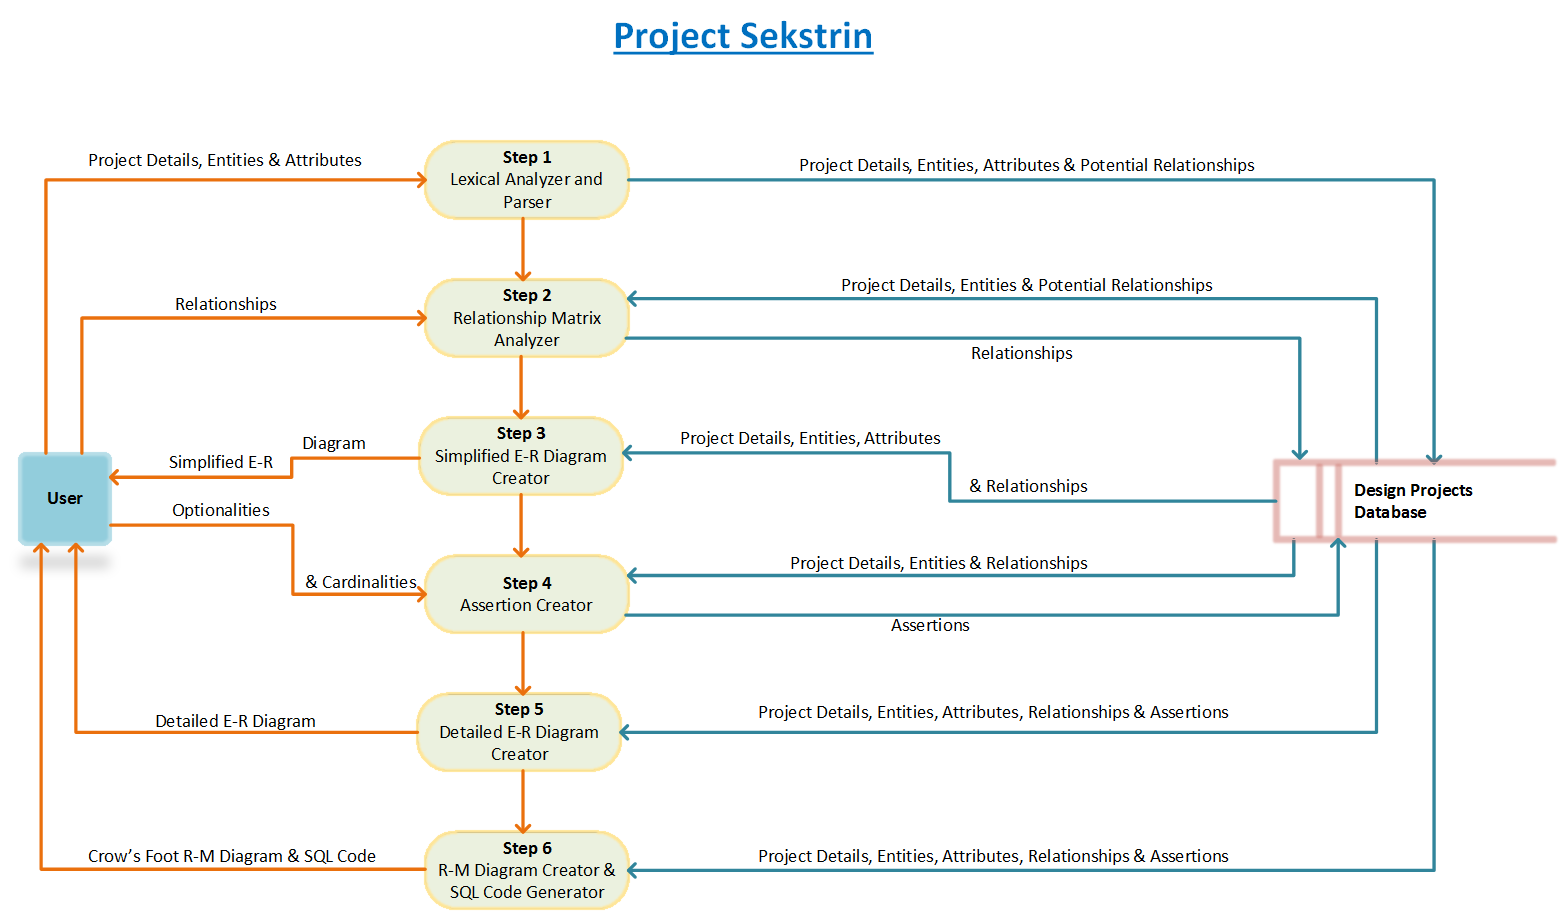 Project Sekstrin
Project Details, Entities & Attributes
Step 1
Lexical Analyzer and
Parser
Project Details, Entities, Attributes & Potential Relationships
Relationships
Step 2
Relationship Matrix
Analyzer
Project Details, Entities & Potential Relationships
Relationships
Diagram
Simplified E-R
Step 3
Simplified E-R Diagram
Creator
Project Details, Entities, Attributes
& Relationships
User
Design Projects
Database
Optionalities
& Cardinalities
Step 4
Assertion Creator
Project Details, Entities & Relationships
Assertions
Detailed E-R Diagram
Step 5
Detailed E-R Diagram
Creator
Project Details, Entities, Attributes, Relationships & Assertions
Crow’s Foot R-M Diagram & SQL Code
Step 6
R-M Diagram Creator &
SQL Code Generator
Project Details, Entities, Attributes, Relationships & Assertions